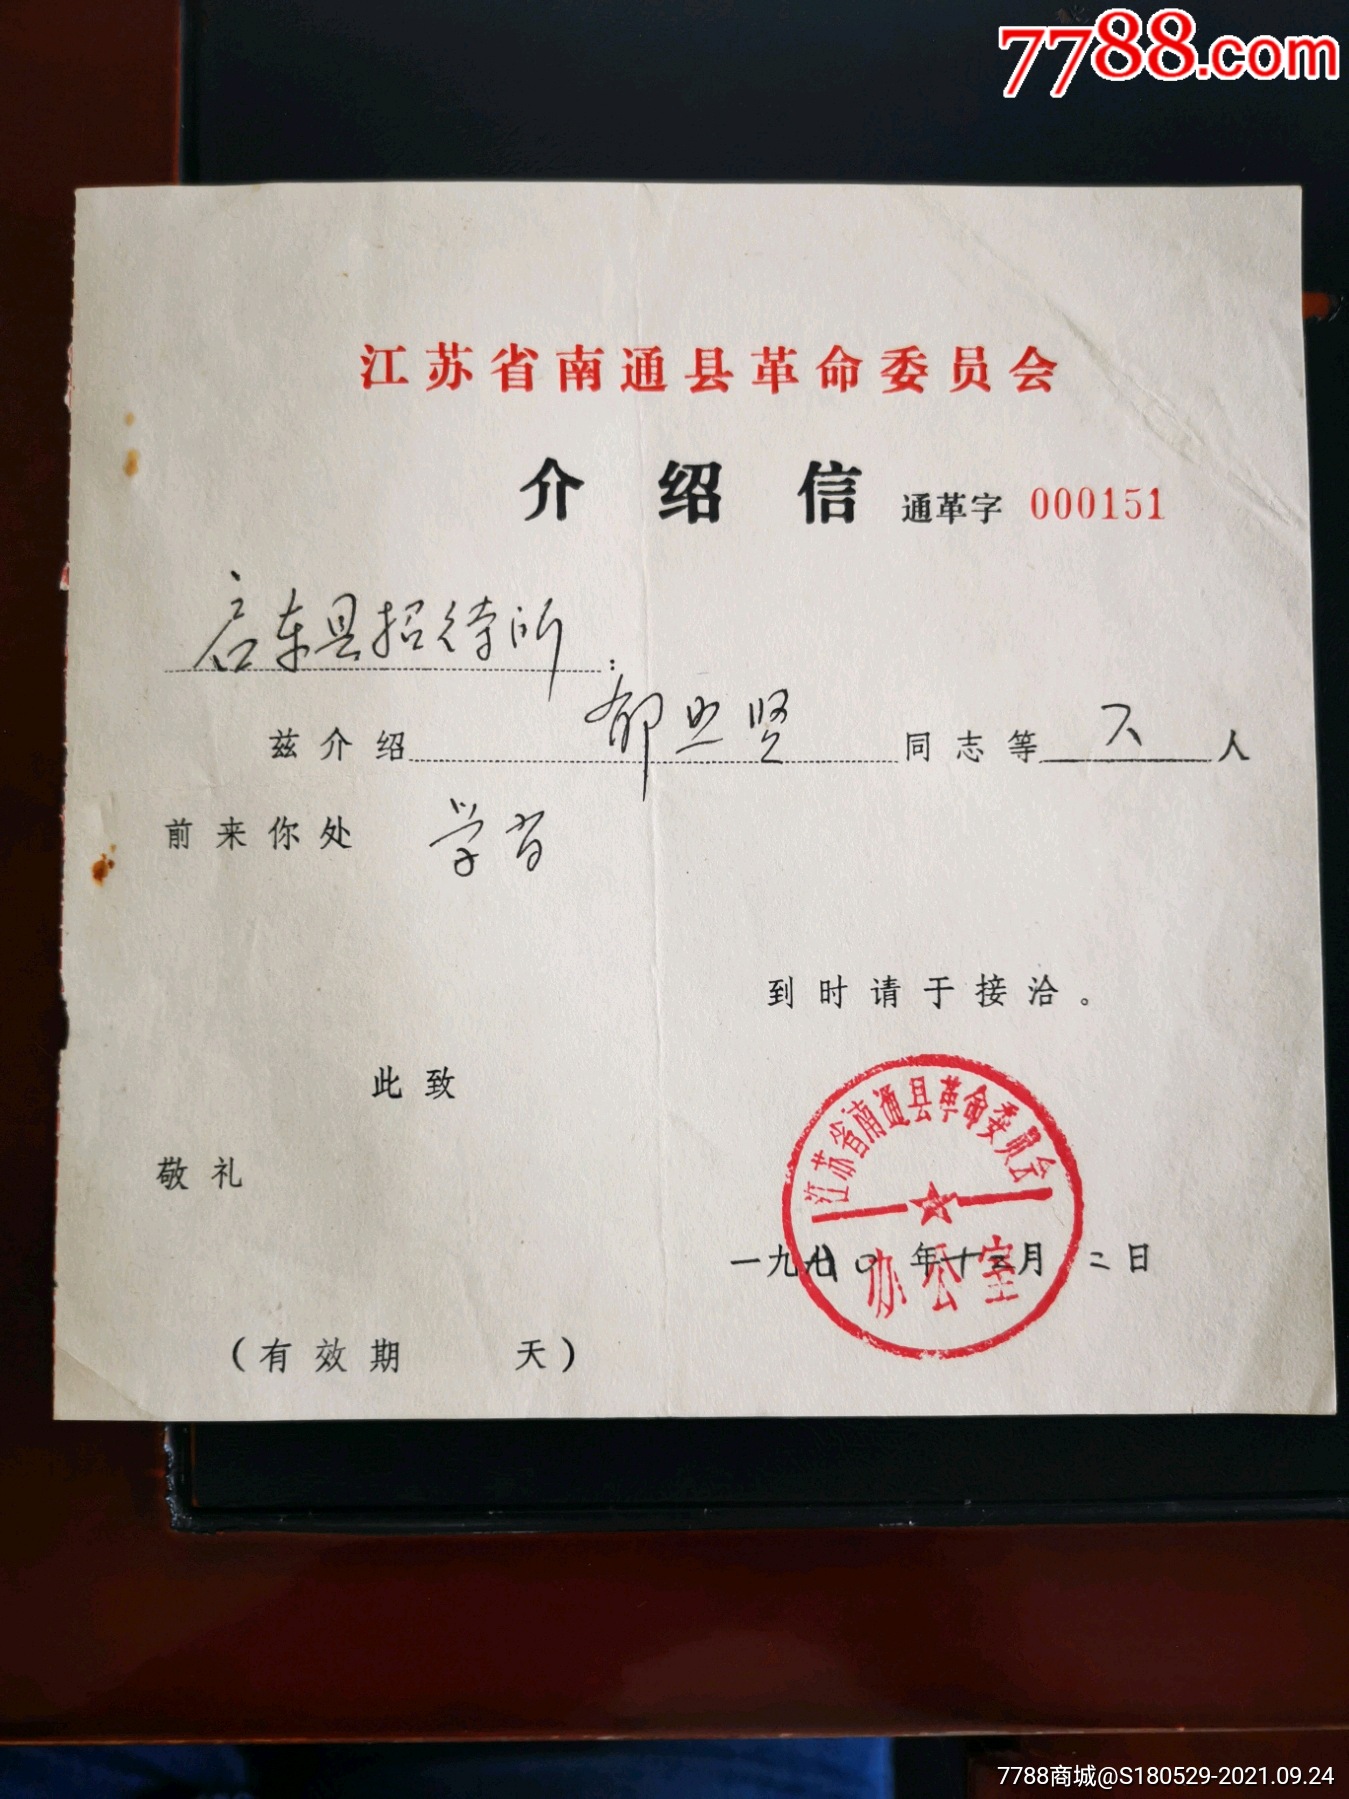 7788.com
江苏省南通县革命委员会
介绍信 通革字 000151
启东县招待所:
兹介绍 郁 贤 同志等 人
前来你处 学习
到时请于接洽。
此致
敬礼
江苏省南通县革命委员会
办公室
一九七〇年十二月二日
(有效期 天)
7788商城@S180529-2021.09.24